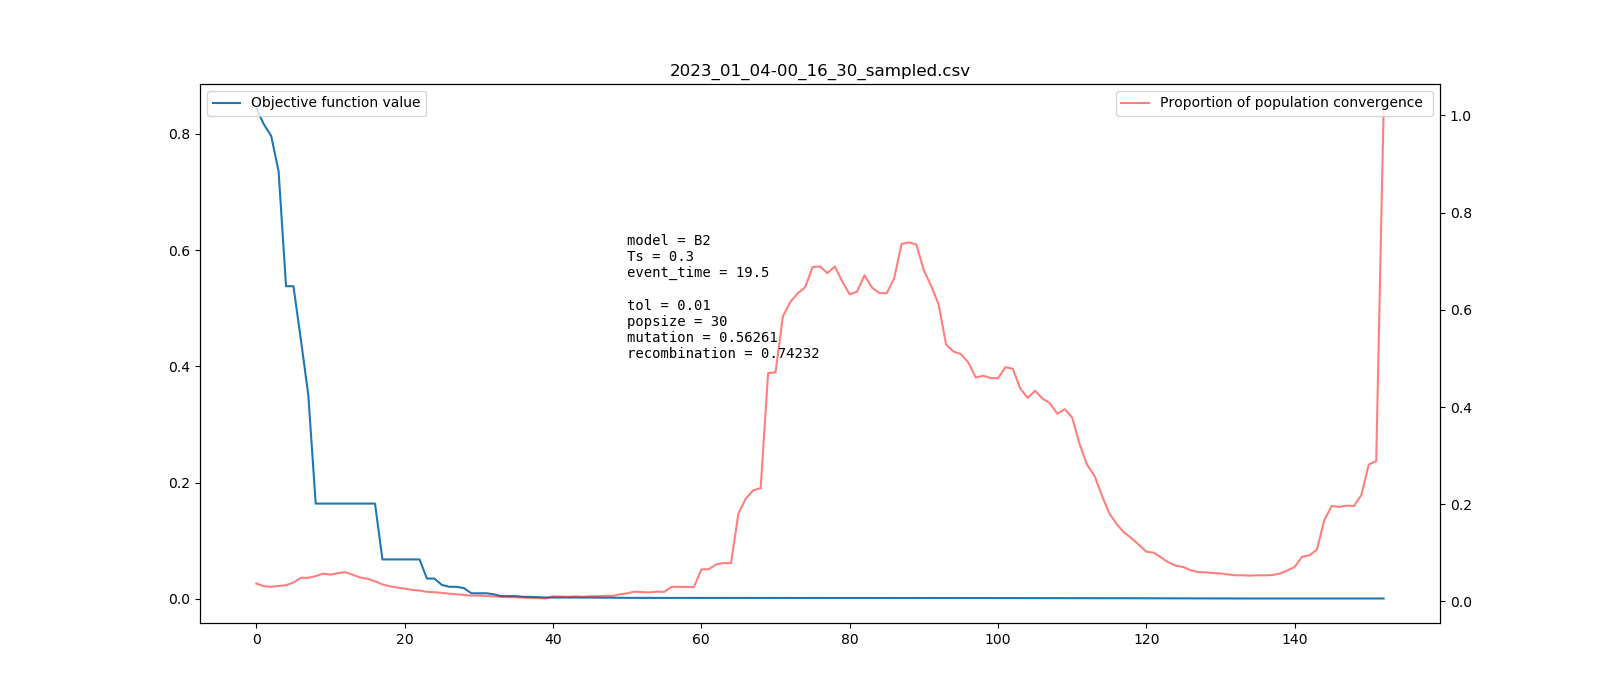 2023_01_04-00_16_30_sampled.csv
Objective function value
Proportion of population convergence
0.8
0.6
0.4
0.2
0.0
model = B2
Ts = 0.3
event_time = 19.5
tol = 0.01
popsize = 30
mutation = 0.56261
recombination = 0.74232
1.0
0.8
0.6
0.4
0.2
0.0
0 20 40 60 80 100 120 140